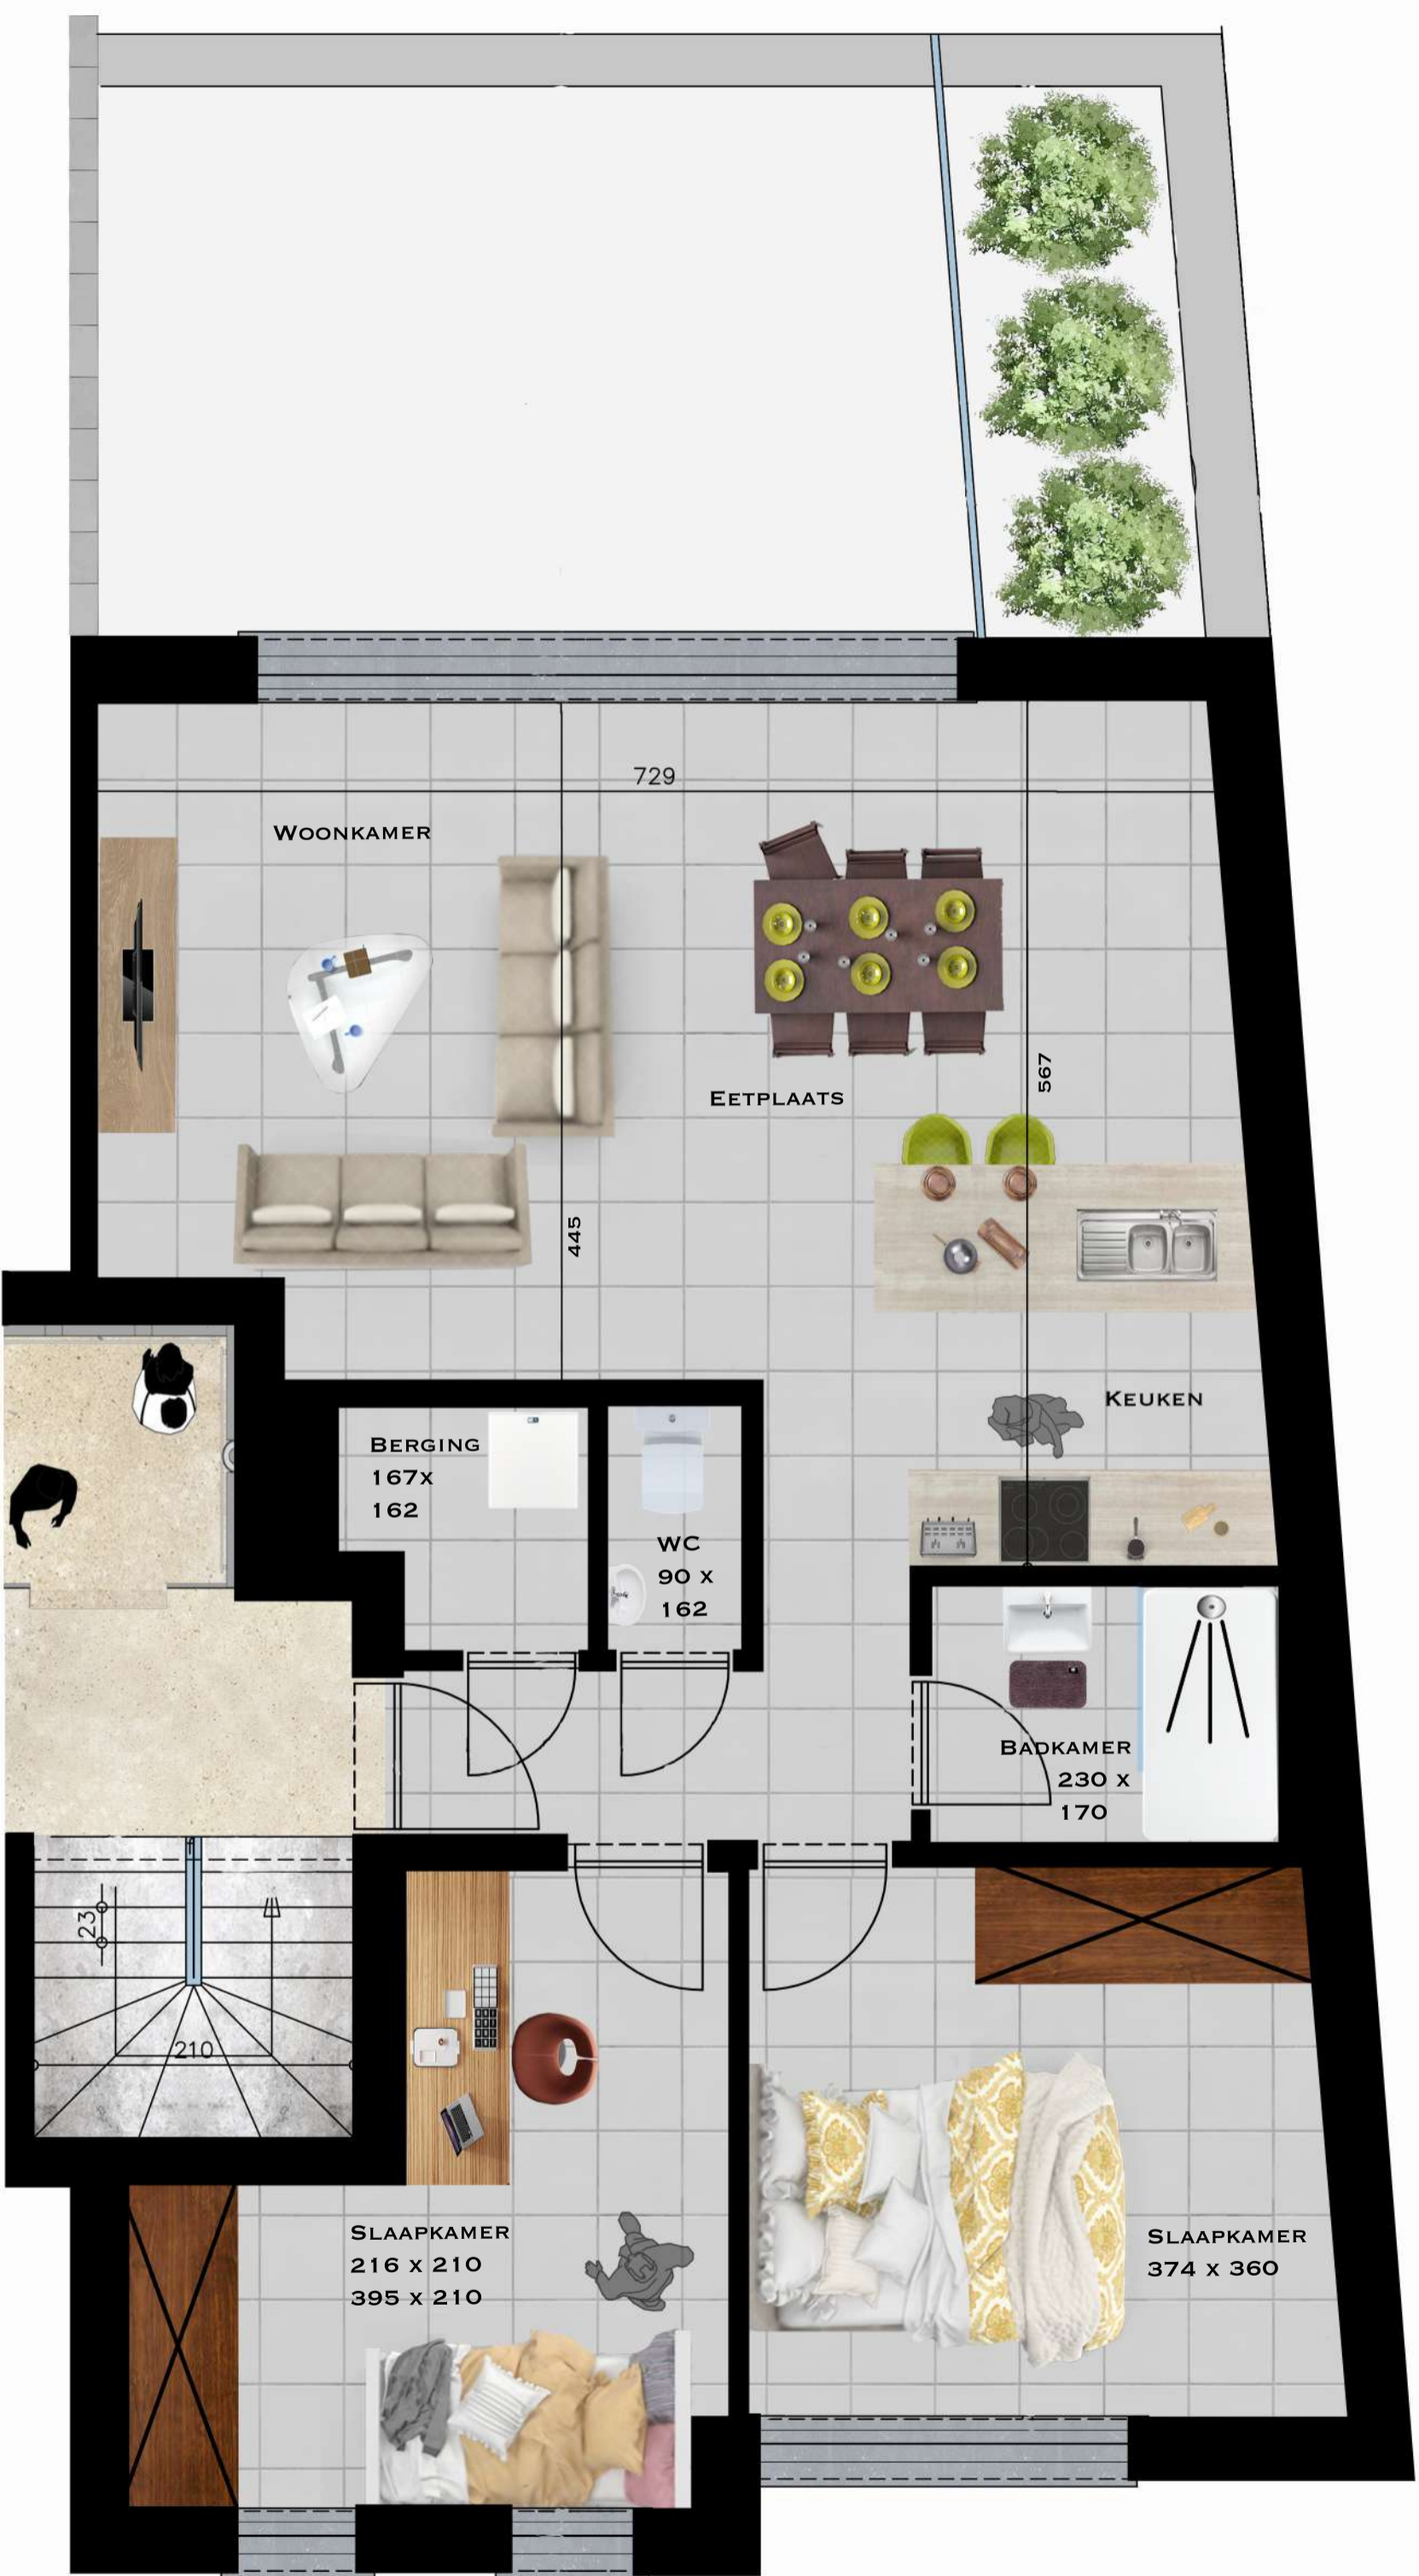 729
WOONKAMER
567
EETPLAATS
445
KEUKEN
BERGING
167X
162
WC
90 X
162
BADKAMER
230 X
170
23
210
SLAAPKAMER
216 X 210
395 X 210
SLAAPKAMER
374 X 360